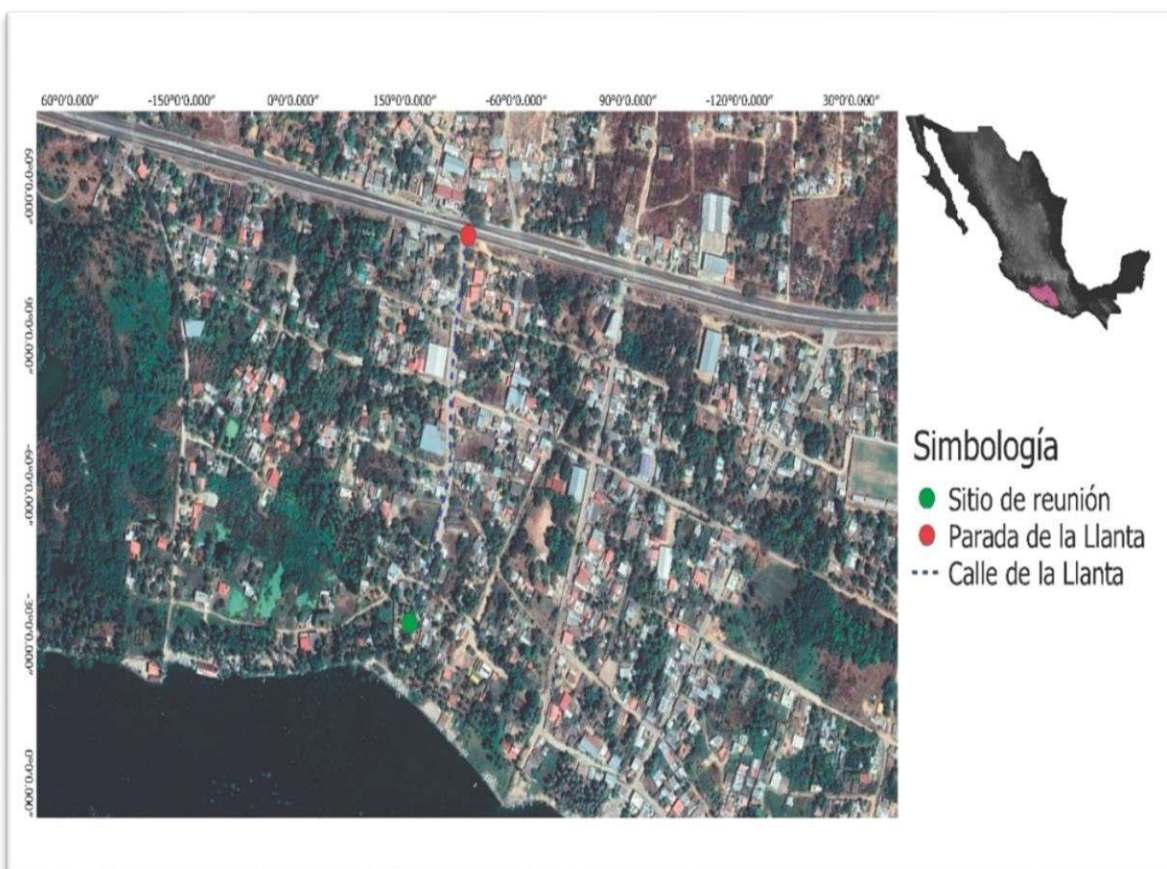 60°0'0.000" -150°0'0.000" 0°0'0.000" 150°0'0.000" -60°0'0.000" 90°0'0.000" -120°0'0.000" 30°0'0.000"
60°0'0.000"
90°0'0.000"
-60°0'0.000"
-30°0'0.000"
0°0'0.000"
Simbología
Sitio de reunión
Parada de la Llanta
Calle de la Llanta